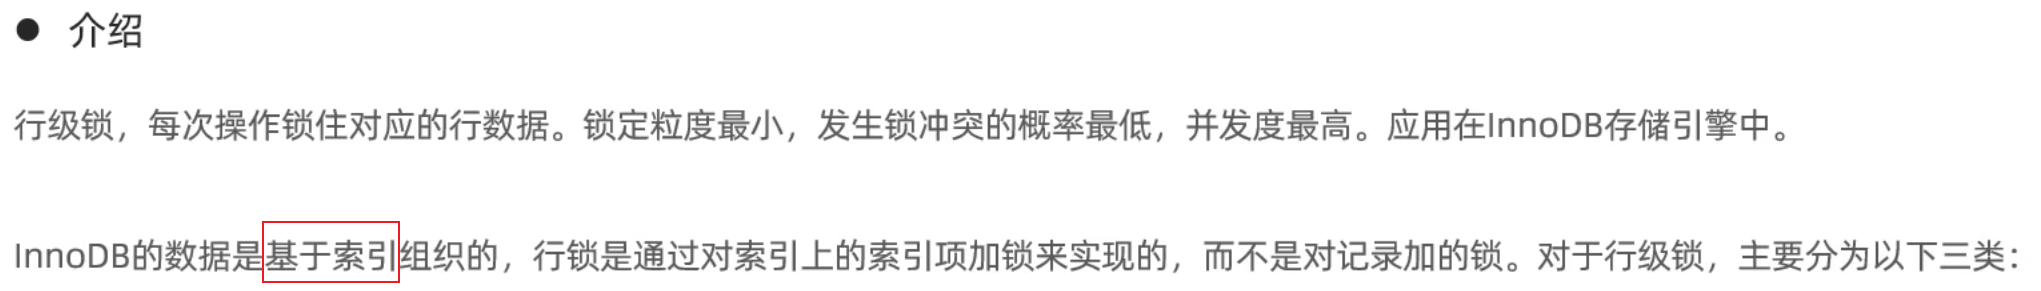 ● 介绍
行级锁，每次操作锁住对应的行数据。锁定粒度最小，发生锁冲突的概率最低，并发度最高。应用在InnoDB存储引擎中。
InnoDB的数据是基于索引组织的，行锁是通过对索引上的索引项加锁来实现的，而不是对记录加的锁。对于行级锁，主要分为以下三类：